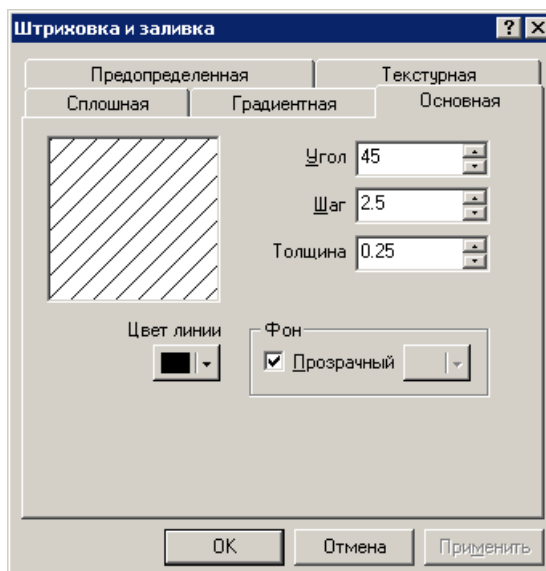 Штриховка и заливка
Предопределенная Текстурная
Сплошная Градиентная Основная
Угол 45
Шаг 2.5
Толщина 0.25
Цвет линии Фон
Прозрачный
OK Отмена Применить